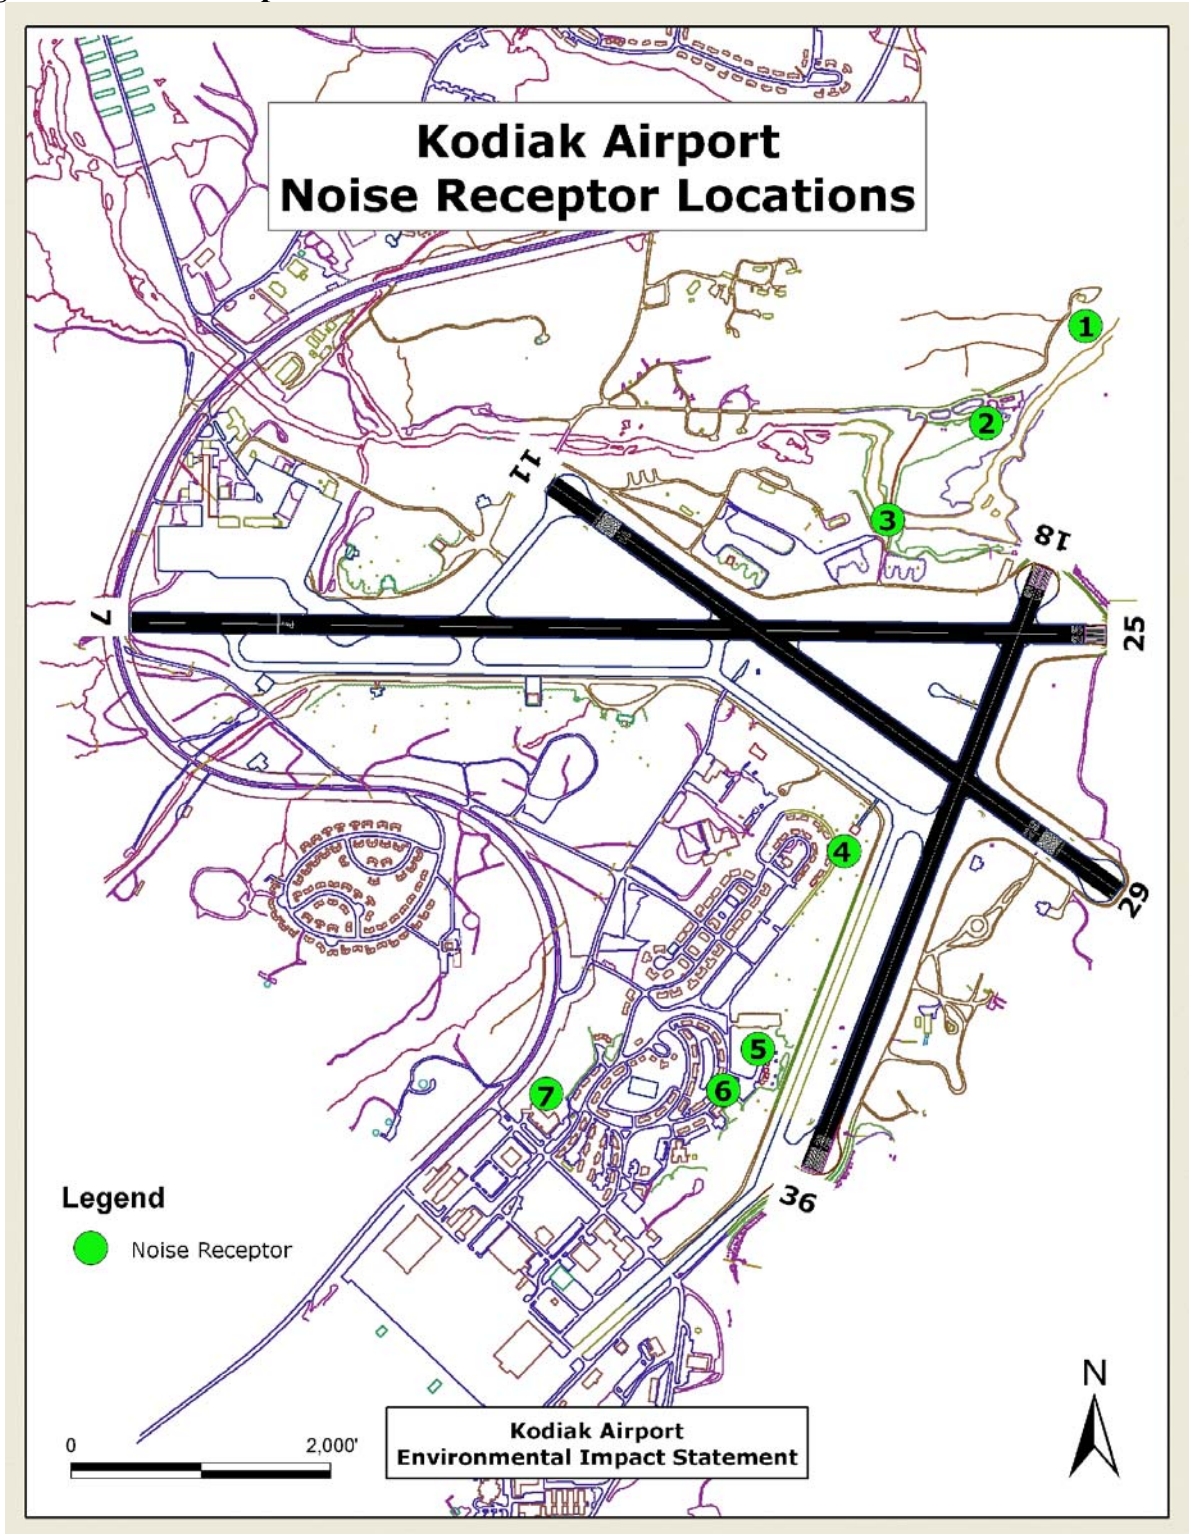 Kodiak Airport
Noise Receptor Locations
1
2
11
3
18
7
25
4
29
5
6
7
36
Legend
Noise Receptor
N
0 2,000'
Kodiak Airport
Environmental Impact Statement